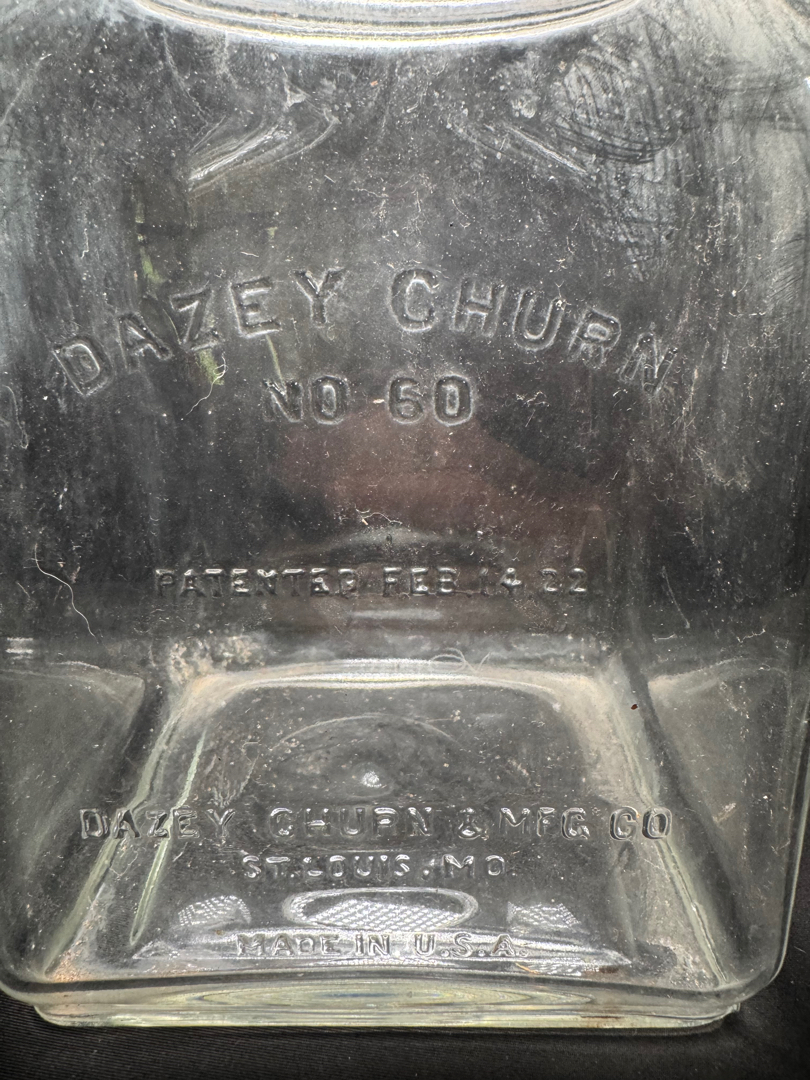 DAZEY CHURN
NO 60
PATENTED FEB 14 22
DAZEY CHURN & MFG CO
ST. LOUIS. MO.
MADE IN U.S.A.